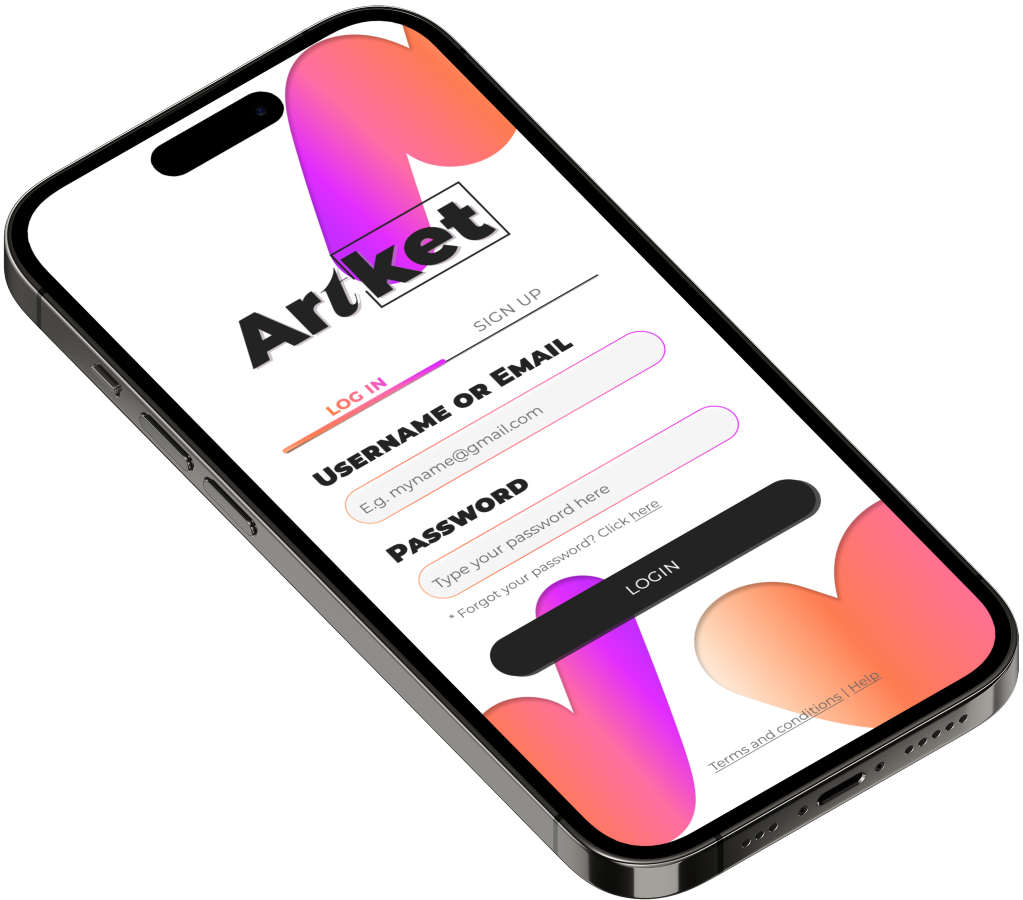 Artket
LOG IN
SIGN UP
Username or Email
E.g. myname@gmail.com
Password
Type your password here
* Forgot your password? Click here
LOGIN
Terms and conditions | Help